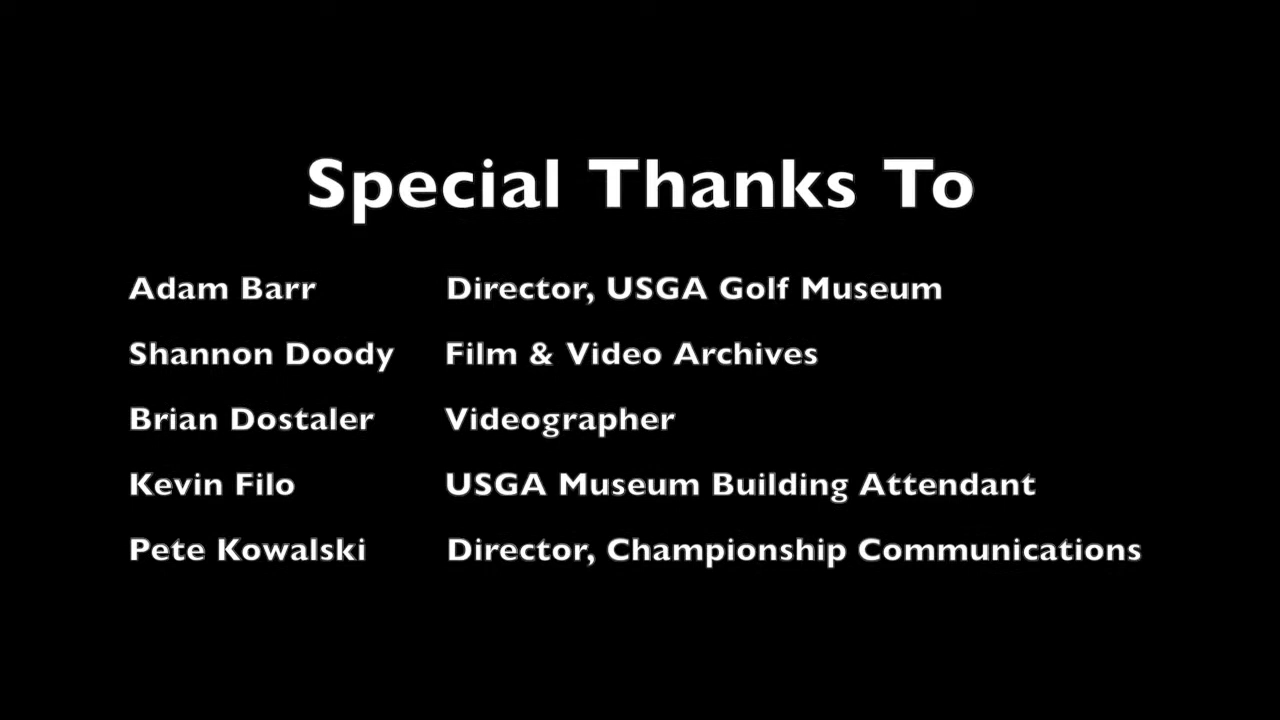 Special Thanks To
Adam Barr Director, USGA Golf Museum
Shannon Doody Film & Video Archives
Brian Dostaler Videographer
Kevin Filo USGA Museum Building Attendant
Pete Kowalski Director, Championship Communications